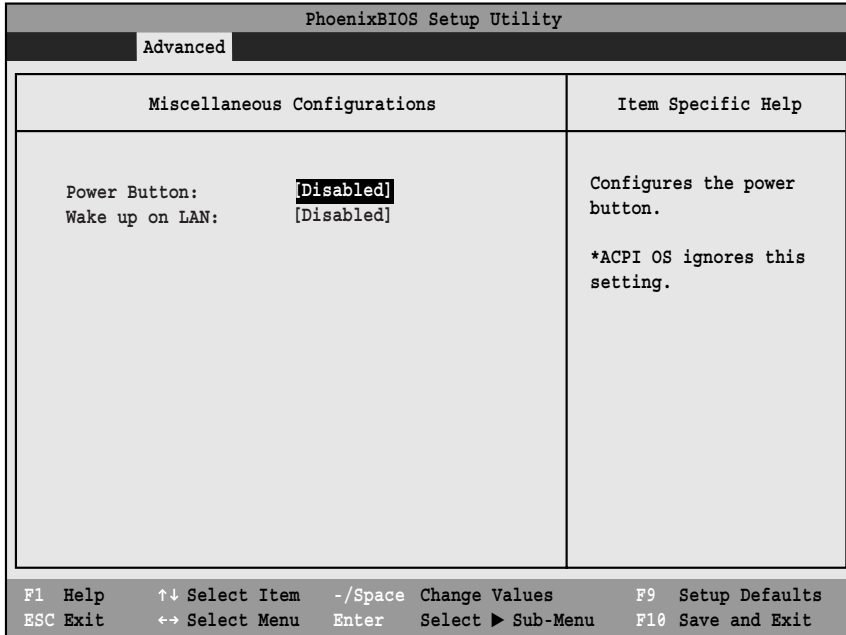 PhoenixBIOS Setup Utility
Advanced
Miscellaneous Configurations
Item Specific Help
Power Button: [Disabled]
Wake up on LAN: [Disabled]
Configures the power
button.
*ACPI OS ignores this
setting.
F1 Help ↑↓ Select Item -/Space Change Values F9 Setup Defaults
ESC Exit ←→ Select Menu Enter Select ▶ Sub-Menu F10 Save and Exit